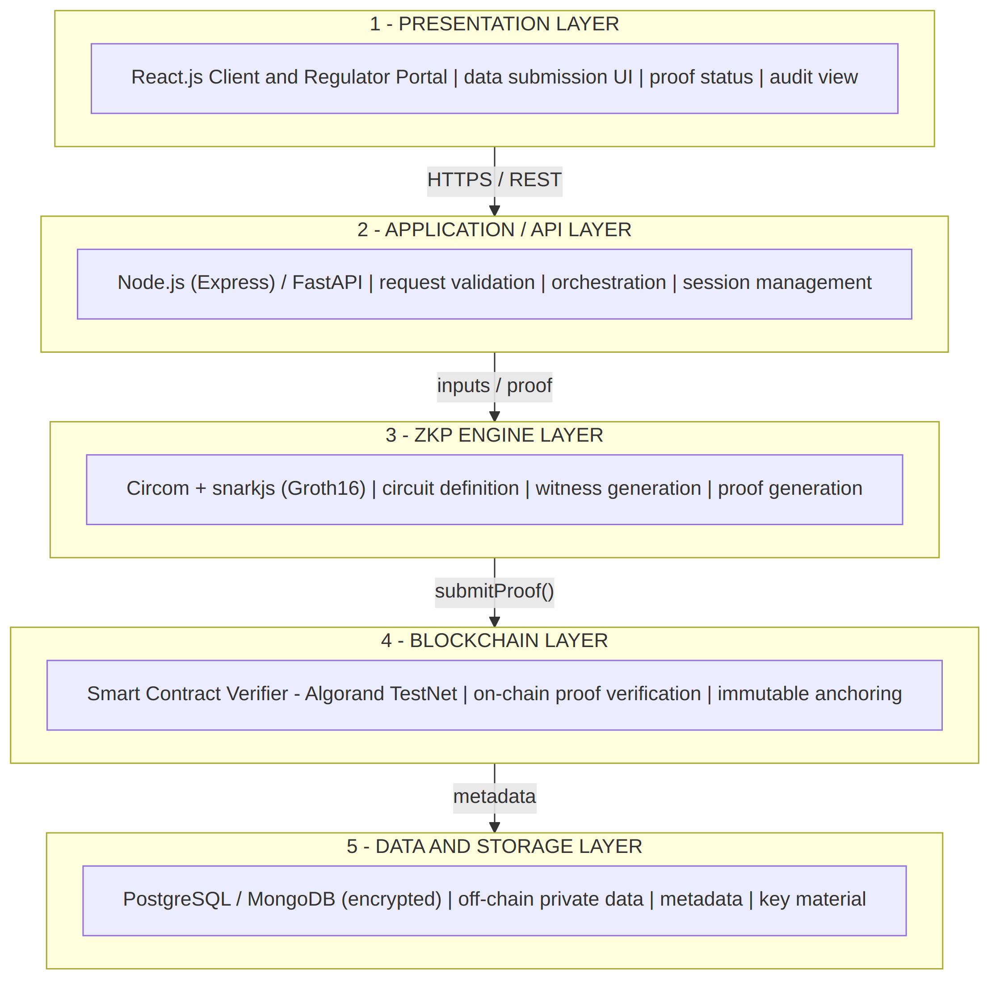 1 - PRESENTATION LAYER
React.js Client and Regulator Portal | data submission UI | proof status | audit view
HTTPS / REST
2 - APPLICATION / API LAYER
Node.js (Express) / FastAPI | request validation | orchestration | session management
inputs / proof
3 - ZKP ENGINE LAYER
Circom + snarkjs (Groth16) | circuit definition | witness generation | proof generation
submitProof()
4 - BLOCKCHAIN LAYER
Smart Contract Verifier - Algorand TestNet | on-chain proof verification | immutable anchoring
metadata
5 - DATA AND STORAGE LAYER
PostgreSQL / MongoDB (encrypted) | off-chain private data | metadata | key material